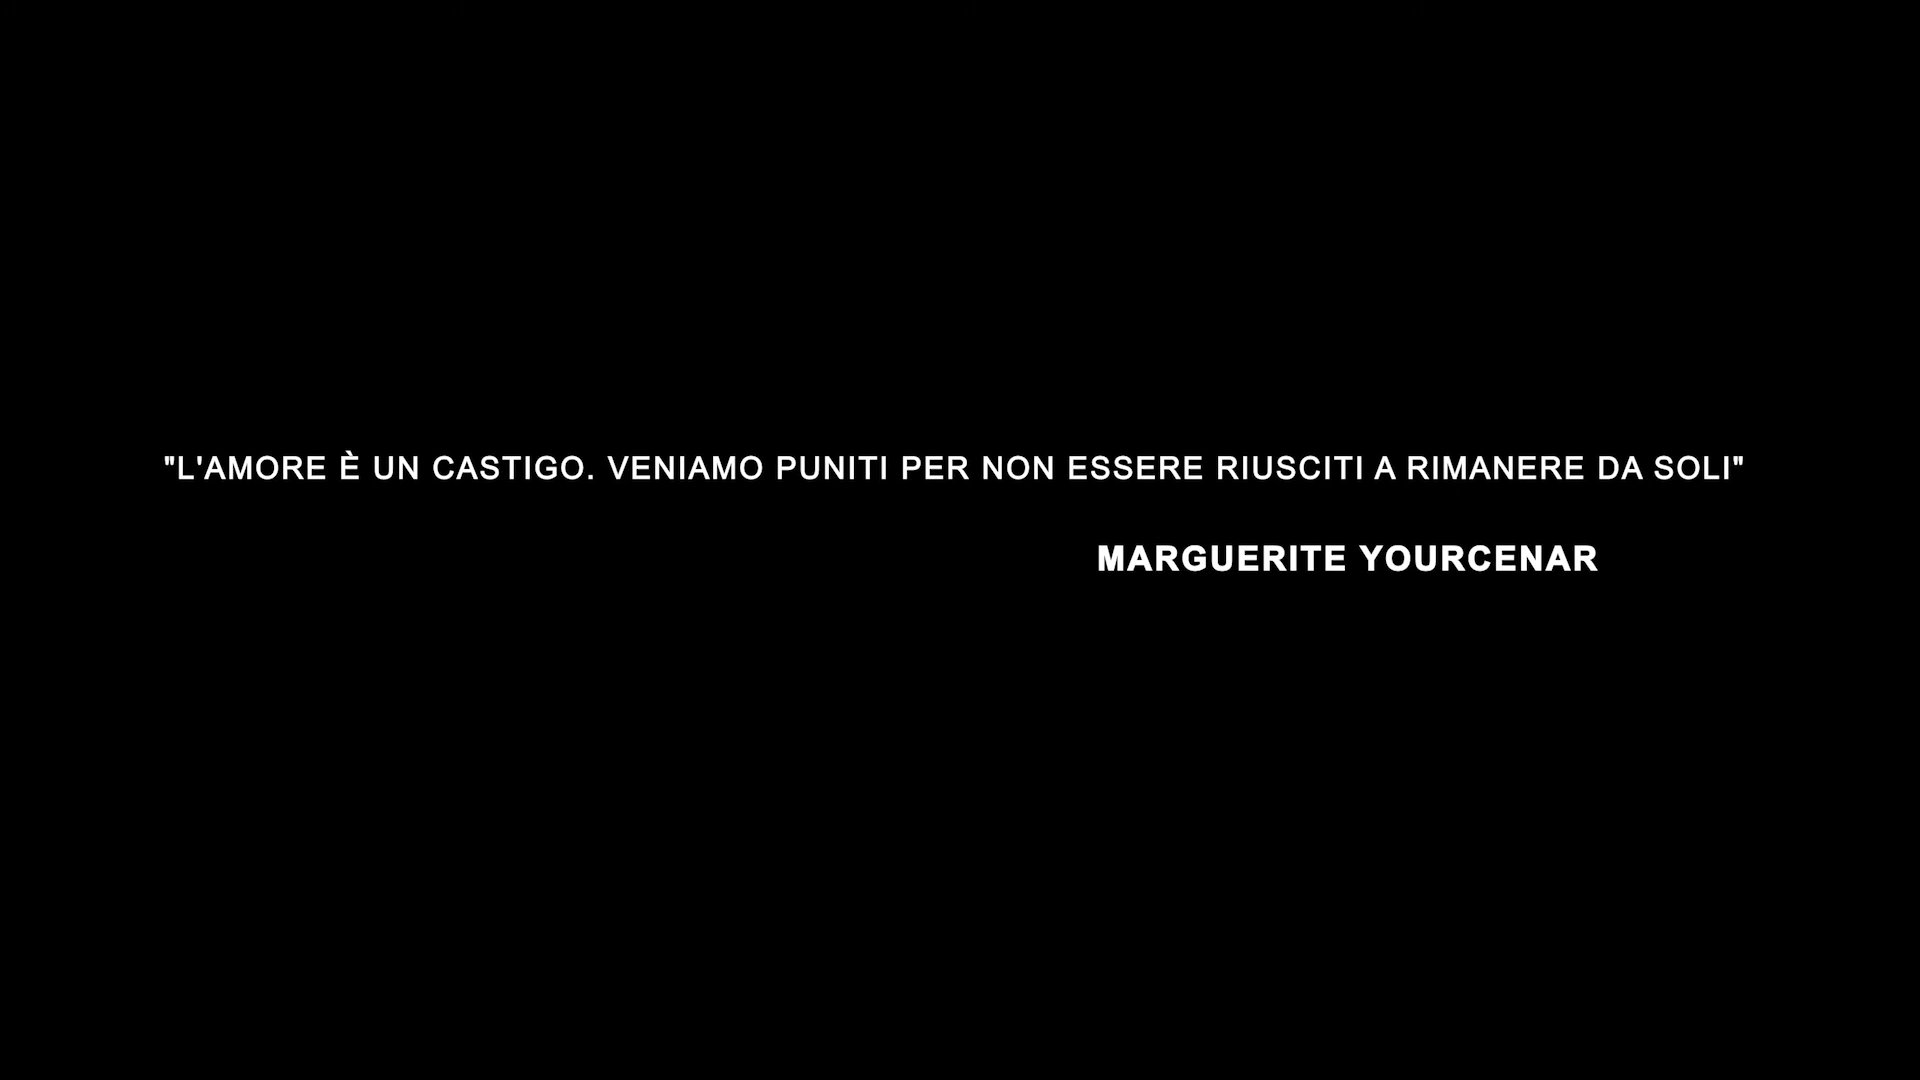 "L'AMORE È UN CASTIGO. VENIAMO PUNITI PER NON ESSERE RIUSCITI A RIMANERE DA SOLI"
MARGUERITE YOURCENAR